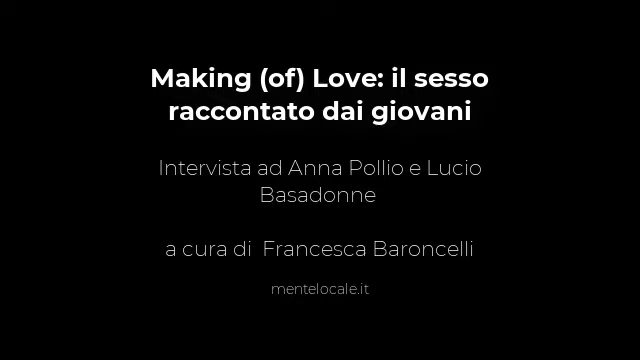 Making (of) Love: il sesso
raccontato dai giovani
Intervista ad Anna Pollio e Lucio
Basadonne
a cura di  Francesca Baroncelli
mentelocale.it